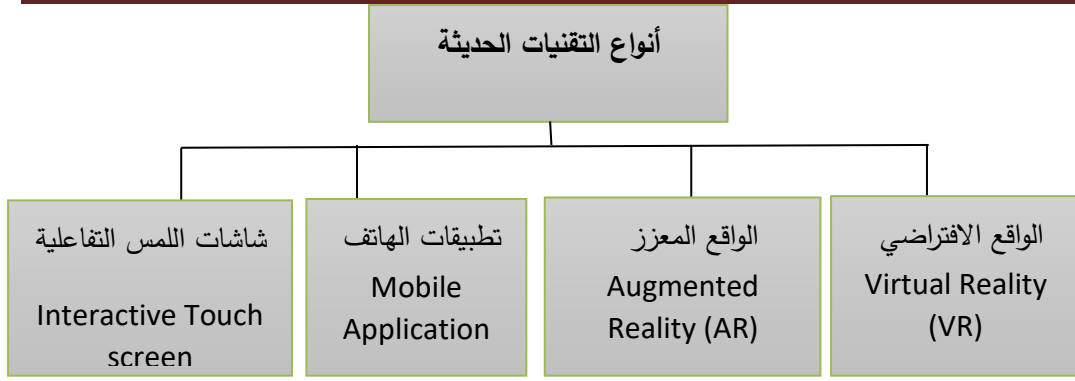 أنواع التقنيات الحديثة
الواقع الافتراضي
Virtual Reality
(VR)
الواقع المعزز
Augmented
Reality (AR)
تطبيقات الهاتف
Mobile
Application
شاشات اللمس التفاعلية
Interactive Touch
screen